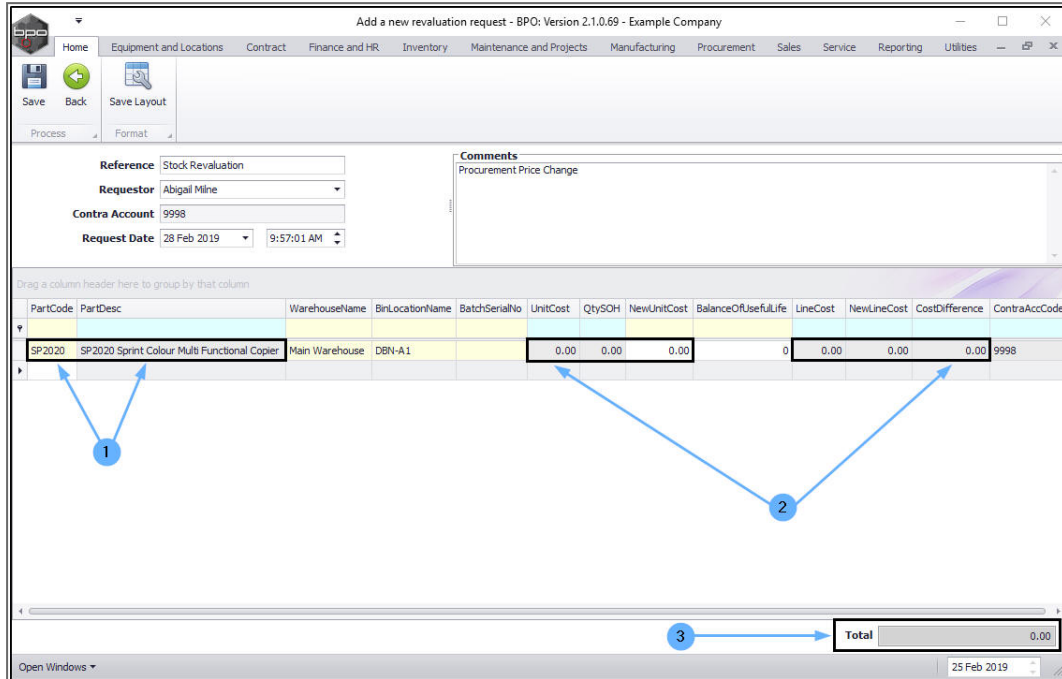 Add a new revaluation request - BPO: Version 2.1.0.69 - Example Company
bpo
Home Equipment and Locations Contract Finance and HR Inventory Maintenance and Projects Manufacturing Procurement Sales Service Reporting Utilities
Save Back Save Layout
Process Format
Reference Stock Revaluation
Requestor Abigail Milne
Contra Account 9998
Request Date 28 Feb 2019 9:57:01 AM
Comments
Procurement Price Change
Drag a column header here to group by that column
PartCode PartDesc WarehouseName BinLocationName BatchSerialNo UnitCost QtySOH NewUnitCost BalanceOfUsefulLife LineCost NewLineCost CostDifference ContraAccCode
SP2020 SP2020 Sprint Colour Multi Functional Copier Main Warehouse DBN-A1 0.00 0.00 0.00 0 0.00 0.00 0.00 9998
1
2
3
Total 0.00
Open Windows 25 Feb 2019